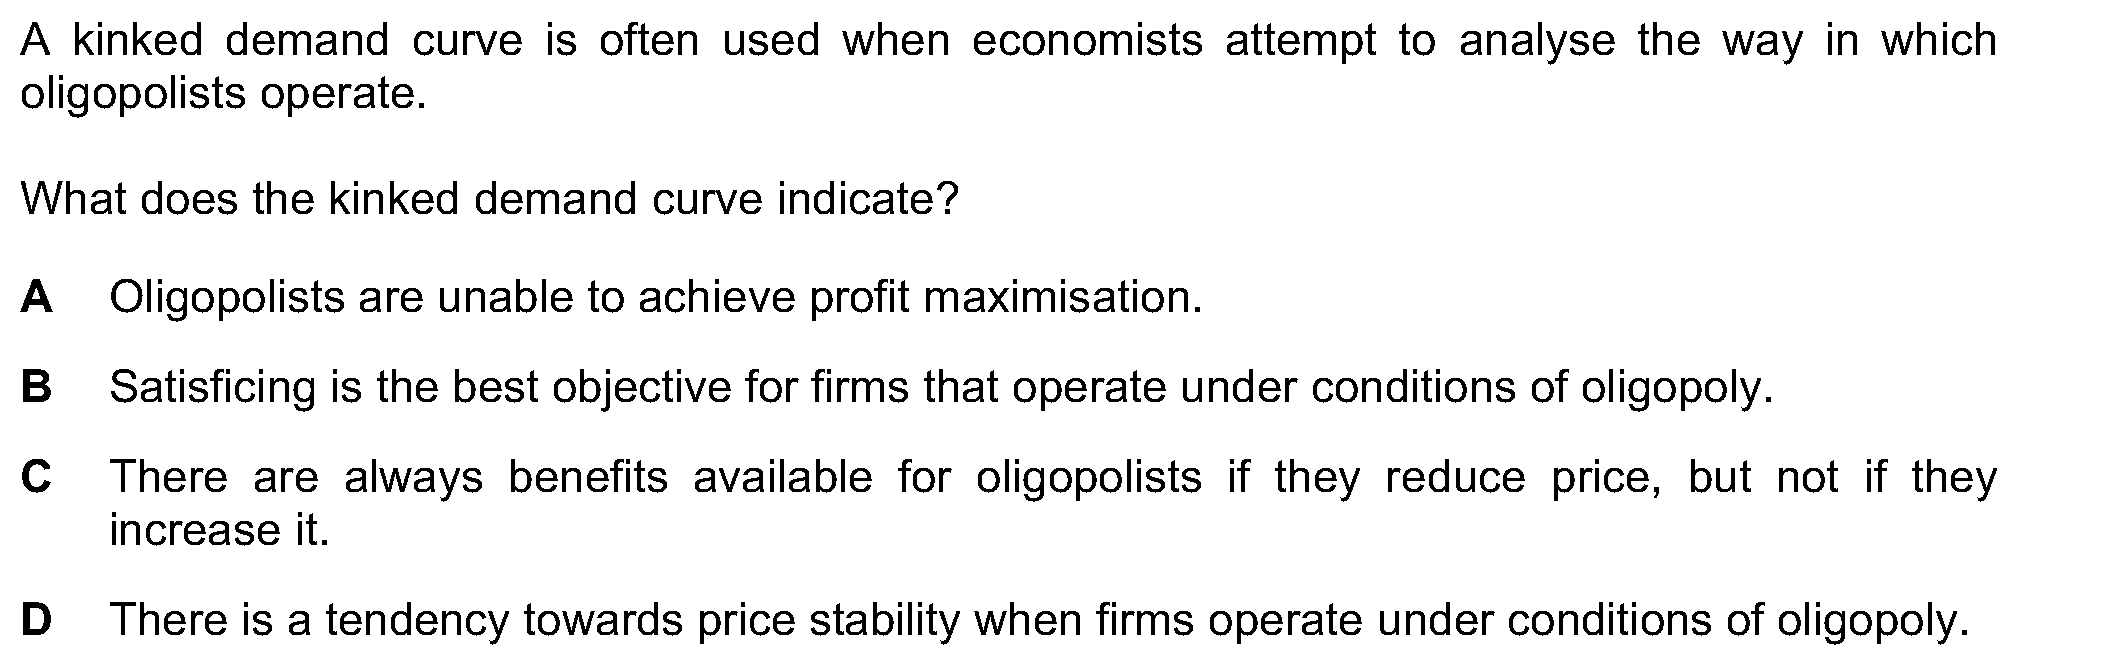 A kinked demand curve is often used when economists attempt to analyse the way in which
oligopolists operate.
What does the kinked demand curve indicate?
A Oligopolists are unable to achieve profit maximisation.
B Satisficing is the best objective for firms that operate under conditions of oligopoly.
C There are always benefits available for oligopolists if they reduce price, but not if they
increase it.
D There is a tendency towards price stability when firms operate under conditions of oligopoly.